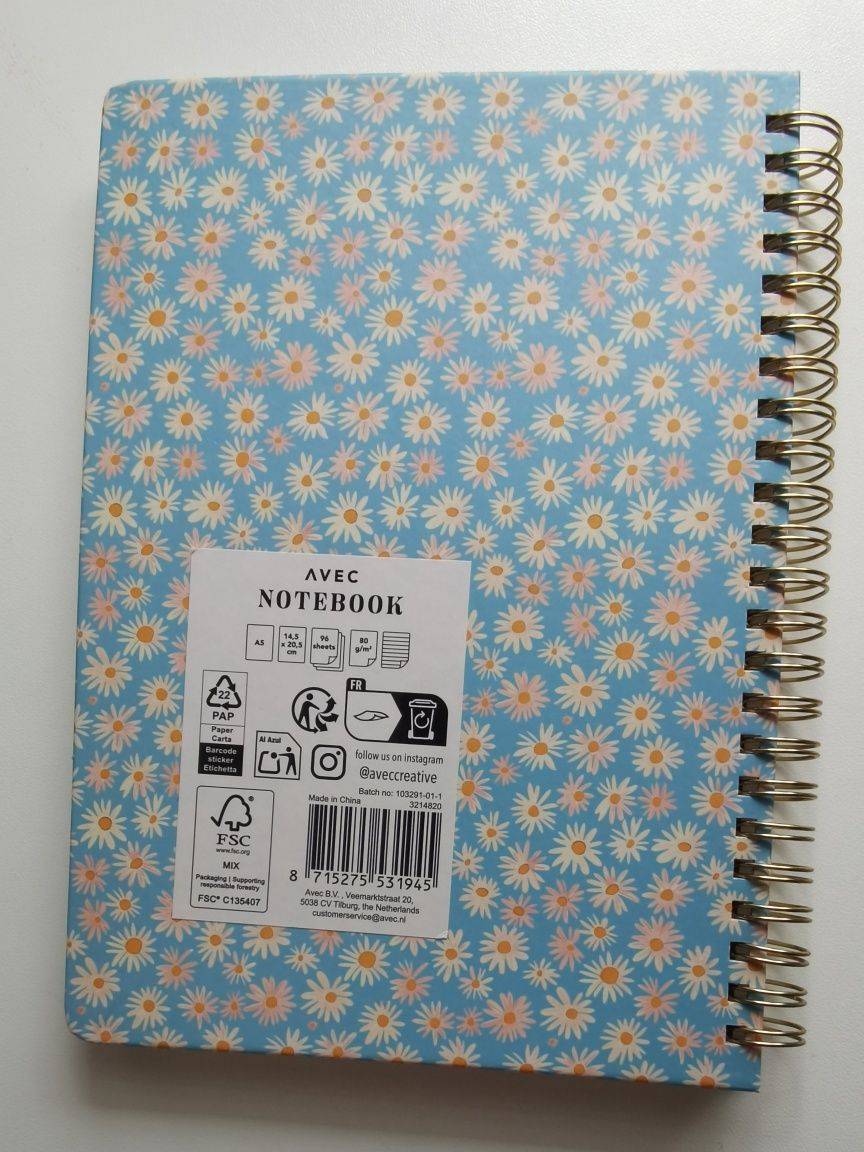 AVEC
NOTEBOOK
A5
14,5
x 20,5
cm
96
sheets
80
g/m²
22
PAP
Paper
Carta
Barcode
sticker
Etichetta
FR
Al Azul
follow us on instagram
@aveccreative
Batch no: 103291-01-1
Made in China 3214820
8 715275 531945
Avec B.V. , Veemarktstraat 20,
5038 CV Tilburg, the Netherlands
customerservice@avec.nl
®
FSC
www.fsc.org
MIX
Packaging | Supporting
responsible forestry
FSC® C135407